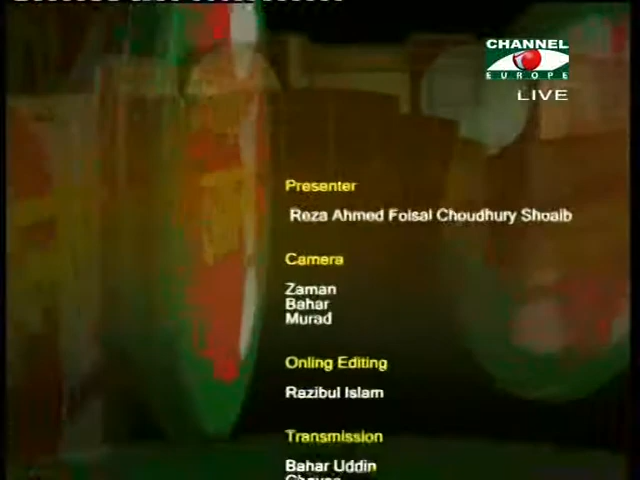 CHANNEL
EUROPE
LIVE
Presenter
Reza Ahmed Foisal Choudhury Shoaib
Camera
Zaman
Bahar
Murad
Onling Editing
Razibul Islam
Transmission
Bahar Uddin